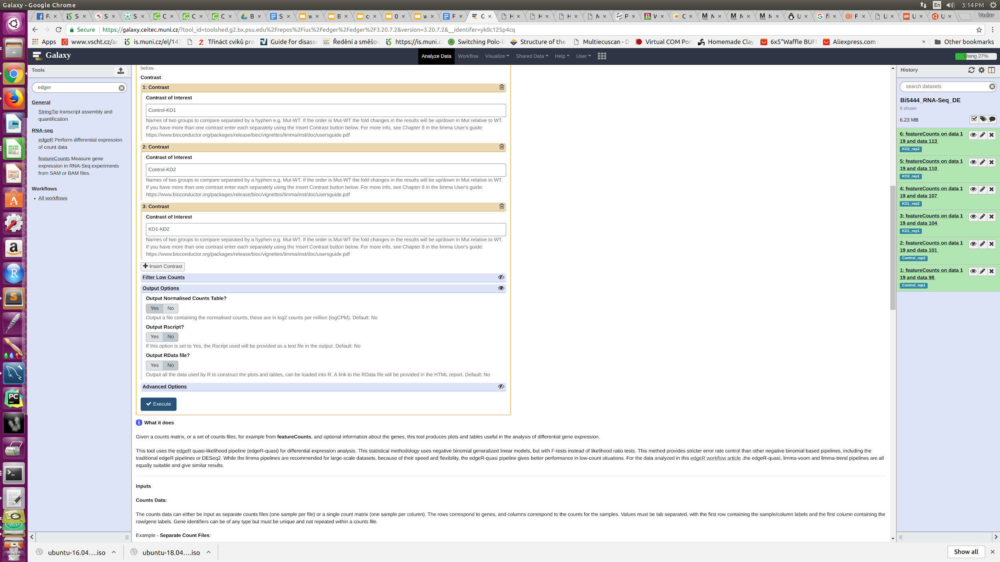 Galaxy - Google Chrome
En
3:14 PM
Vaclav
Secure
https://galaxy.ceitec.muni.cz/?tool_id=toolshed.g2.bx.psu.edu%2Frepos%2Fiuc%2Fedger%2Fedger%2F3.20.7.2&version=3.20.7.2&__identifer=yk0c125p4cq
Apps
www.vscht.cz/ac
is.muni.cz/el/143
Třináct cviků pro
Guide for disasse
Ředění a směšov
https://is.muni.c
Switching Polo-li
Structure of the
Multiecuscan - D
Virtual COM Por
Homemade Clay
6x5"Waffle BUF
Aliexpress.com :
»
Other bookmarks
Galaxy
Analyze Data
Workflow
Visualize
Shared Data
Help
User
Using 27%
Tools
edger
General
StringTie transcript assembly and
quantification
RNA-seq
edgeR Perform differential expression
of count data
featureCounts Measure gene
expression in RNA-Seq experiments
from SAM or BAM files.
Workflows
All workflows
below.
Contrast
1: Contrast
Contrast of Interest
Control-KD1
Names of two groups to compare separated by a hyphen e.g. Mut-WT. If the order is Mut-WT the fold changes in the results will be up/down in Mut relative to WT.
If you have more than one contrast enter each separately using the Insert Contrast button below. For more info, see Chapter 8 in the limma User's guide:
https://www.bioconductor.org/packages/release/bioc/vignettes/limma/inst/doc/usersguide.pdf
2: Contrast
Contrast of Interest
Control-KD2
Names of two groups to compare separated by a hyphen e.g. Mut-WT. If the order is Mut-WT the fold changes in the results will be up/down in Mut relative to WT.
If you have more than one contrast enter each separately using the Insert Contrast button below. For more info, see Chapter 8 in the limma User's guide:
https://www.bioconductor.org/packages/release/bioc/vignettes/limma/inst/doc/usersguide.pdf
3: Contrast
Contrast of Interest
KD1-KD2
Names of two groups to compare separated by a hyphen e.g. Mut-WT. If the order is Mut-WT the fold changes in the results will be up/down in Mut relative to WT.
If you have more than one contrast enter each separately using the Insert Contrast button below. For more info, see Chapter 8 in the limma User's guide:
https://www.bioconductor.org/packages/release/bioc/vignettes/limma/inst/doc/usersguide.pdf
Insert Contrast
Filter Low Counts
Output Options
Output Normalised Counts Table?
Yes No
Output a file containing the normalised counts, these are in log2 counts per million (logCPM). Default: No
Output Rscript?
Yes No
If this option is set to Yes, the Rscript used will be provided as a text file in the output. Default: No
Output RData file?
Yes No
Output all the data used by R to construct the plots and tables, can be loaded into R. A link to the RData file will be provided in the HTML report. Default: No
Advanced Options
Execute
What it does
Given a counts matrix, or a set of counts files, for example from featureCounts, and optional information about the genes, this tool produces plots and tables useful in the analysis of differential gene expression.
This tool uses the edgeR quasi-likelihood pipeline (edgeR-quasi) for differential expression analysis. This statistical methodology uses negative binomial generalized linear models, but with F-tests instead of likelihood ratio tests. This method provides stricter error rate control than other negative binomial based pipelines, including the
traditional edgeR pipelines or DESeq2. While the limma pipelines are recommended for large-scale datasets, because of their speed and flexibility, the edgeR-quasi pipeline gives better performance in low-count situations. For the data analyzed in this edgeR workflow article ,the edgeR-quasi, limma-voom and limma-trend pipelines are all
equally suitable and give similar results.
Inputs
Counts Data:
The counts data can either be input as separate counts files (one sample per file) or a single count matrix (one sample per column). The rows correspond to genes, and columns correspond to the counts for the samples. Values must be tab separated, with the first row containing the sample/column labels and the first column containing the
row/gene labels. Gene identifiers can be of any type but must be unique and not repeated within a counts file.
Example - Separate Count Files:
History
search datasets
Bi5444_RNA-Seq_DE
6 shown
6.23 MB
6: featureCounts on data 1
19 and data 113
KD2_rep2
5: featureCounts on data 1
19 and data 110
KD2_rep1
4: featureCounts on data 1
19 and data 107
KD1_rep2
3: featureCounts on data 1
19 and data 104
KD1_rep1
2: featureCounts on data 1
19 and data 101
Control_rep2
1: featureCounts on data 1
19 and data 98
Control_rep1
ubuntu-16.04....iso
ubuntu-18.04....iso
Show all